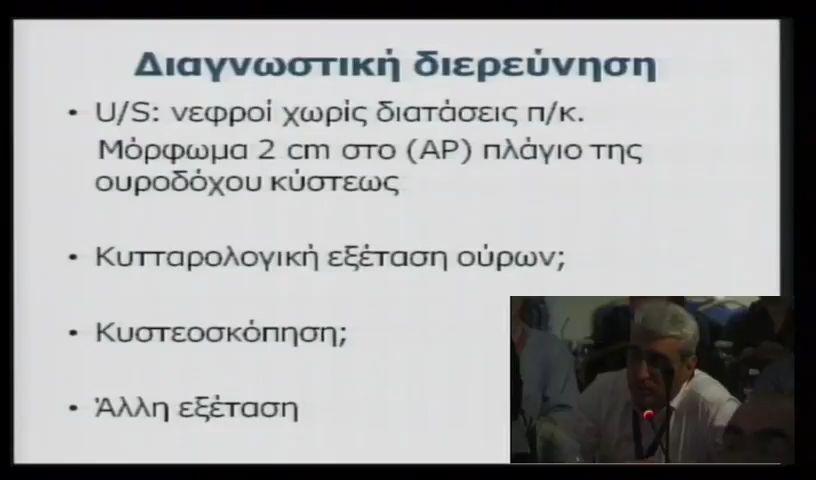 Διαγνωστική διερεύνηση
• U/S: νεφροί χωρίς διατάσεις π/κ.
Μόρφωμα 2 cm στο (ΑΡ) πλάγιο της
ουροδόχου κύστεως
• Κυτταρολογική εξέταση ούρων;
• Κυστεοσκόπηση;
• Άλλη εξέταση